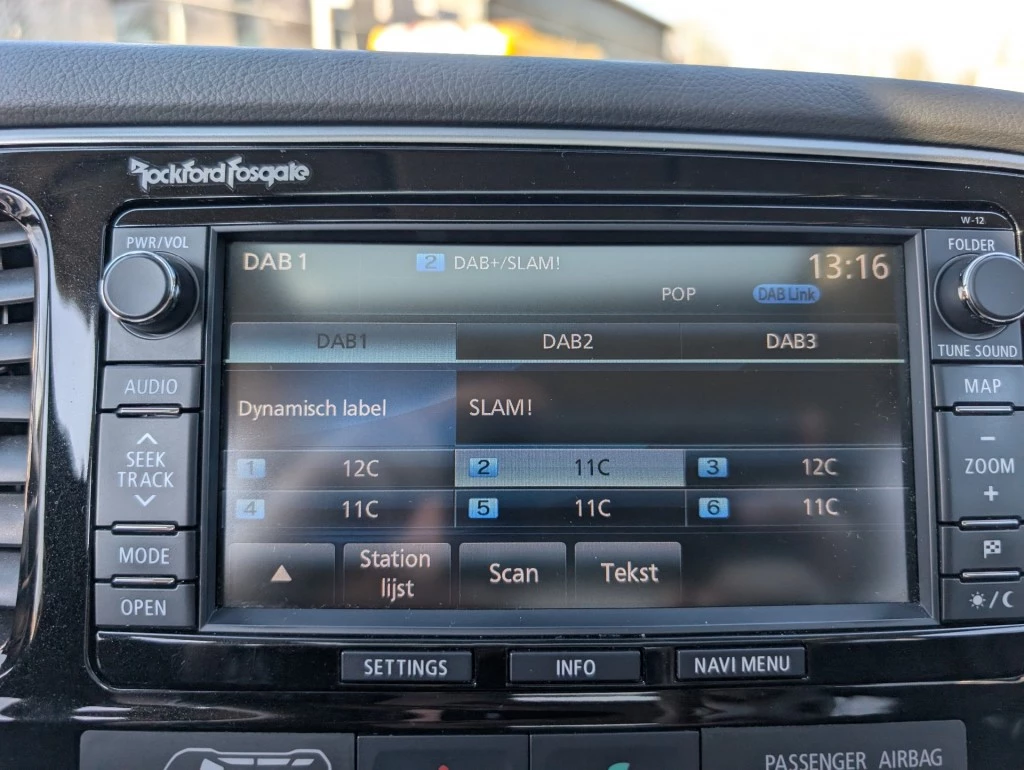 Rockford Fosgate
W-12
PWR/VOL
FOLDER
DAB 1
2 DAB+/SLAM!
13:16
POP
DAB Link
TUNE SOUND
DAB1 DAB2 DAB3
AUDIO
MAP
Dynamisch label SLAM!
SEEK
TRACK
− ZOOM +
1 12C 2 11C 3 12C
4 11C 5 11C 6 11C
MODE
OPEN
▲
Station
lijst
Scan
Tekst
SETTINGS INFO NAVI MENU
PASSENGER AIRBAG